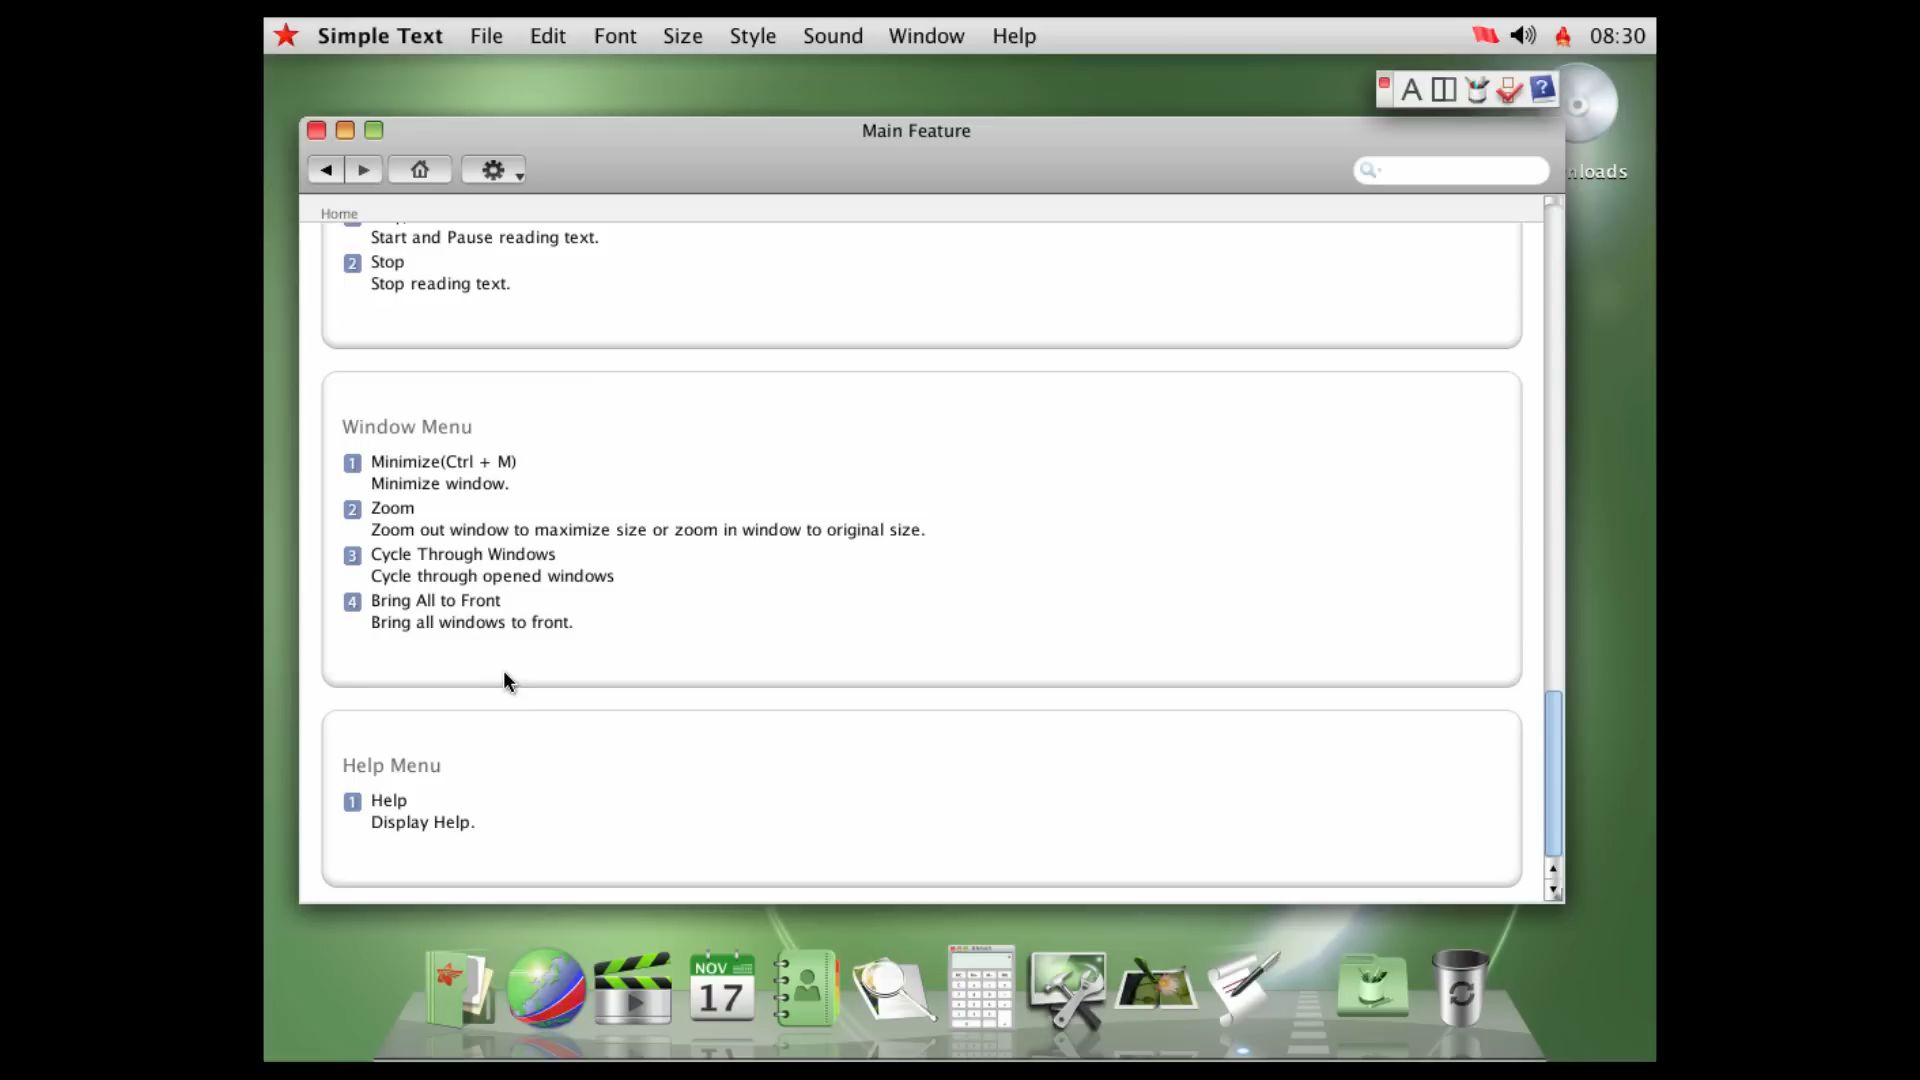 Simple Text File Edit Font Size Style Sound Window Help 08:30
Main Feature
Home
Start and Pause reading text.
2 Stop
Stop reading text.
Window Menu
1 Minimize(Ctrl + M)
Minimize window.
2 Zoom
Zoom out window to maximize size or zoom in window to original size.
3 Cycle Through Windows
Cycle through opened windows
4 Bring All to Front
Bring all windows to front.
Help Menu
1 Help
Display Help.
NOV
17